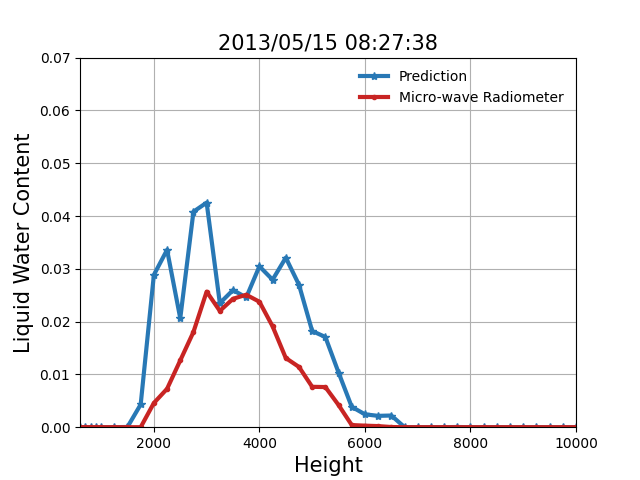 2013/05/15 08:27:38
Prediction
Micro-wave Radiometer
Liquid Water Content
0.07
0.06
0.05
0.04
0.03
0.02
0.01
0.00
2000 4000 6000 8000 10000
Height